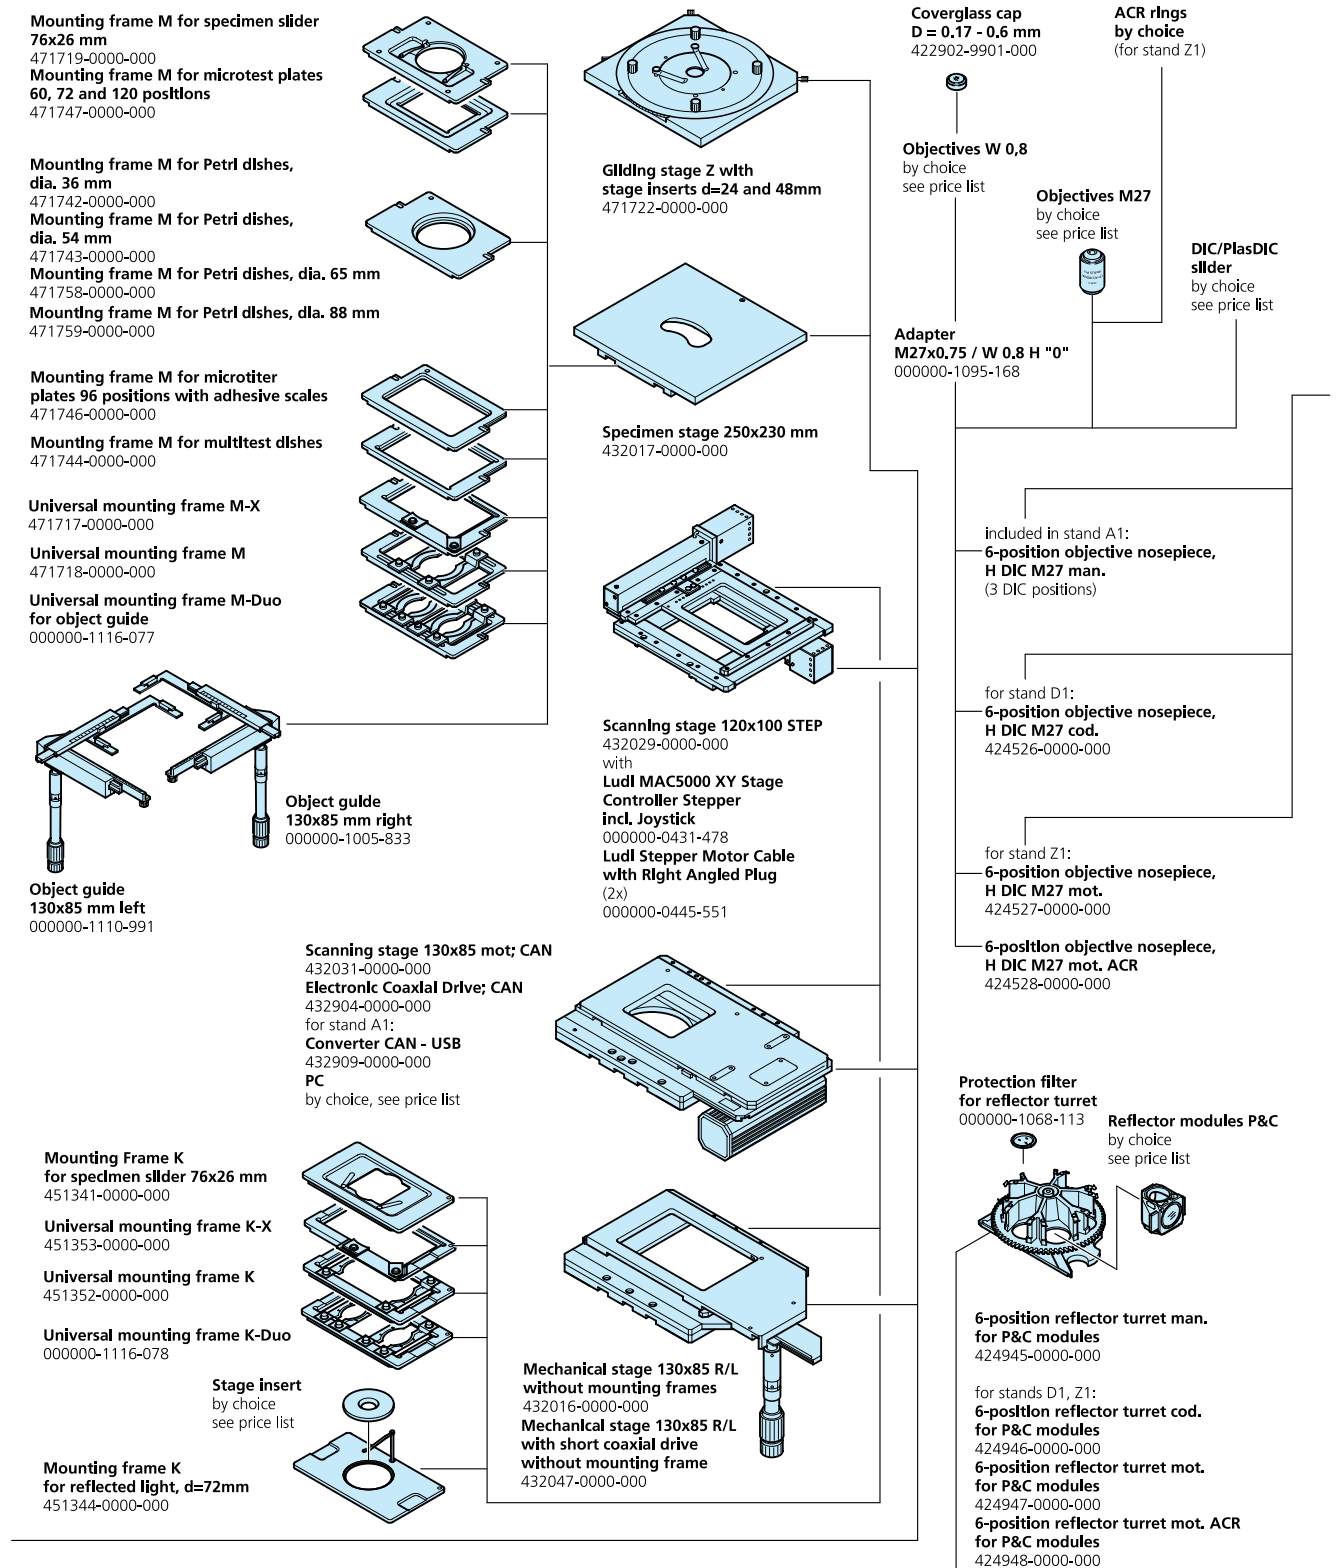 Mounting frame M for specimen slider
76x26 mm
471719-0000-000
Mounting frame M for microtest plates
60, 72 and 120 positions
471747-0000-000
Mounting frame M for Petri dishes,
dia. 36 mm
471742-0000-000
Mounting frame M for Petri dishes,
dia. 54 mm
471743-0000-000
Mounting frame M for Petri dishes, dia. 65 mm
471758-0000-000
Mounting frame M for Petri dishes, dia. 88 mm
471759-0000-000
Mounting frame M for microtiter
plates 96 positions with adhesive scales
471746-0000-000
Mounting frame M for multitest dishes
471744-0000-000
Universal mounting frame M-X
471717-0000-000
Universal mounting frame M
471718-0000-000
Universal mounting frame M-Duo
for object guide
000000-1116-077
Object guide
130x85 mm right
000000-1005-833
Object guide
130x85 mm left
000000-1110-991
Gliding stage Z with
stage inserts d=24 and 48mm
471722-0000-000
Specimen stage 250x230 mm
432017-0000-000
Scanning stage 120x100 STEP
432029-0000-000
with
Ludl MAC5000 XY Stage
Controller Stepper
incl. Joystick
000000-0431-478
Ludl Stepper Motor Cable
with Right Angled Plug
(2x)
000000-0445-551
Scanning stage 130x85 mot; CAN
432031-0000-000
Electronic Coaxial Drive; CAN
432904-0000-000
for stand A1:
Converter CAN - USB
432909-0000-000
PC
by choice, see price list
Mounting Frame K
for specimen slider 76x26 mm
451341-0000-000
Universal mounting frame K-X
451353-0000-000
Universal mounting frame K
451352-0000-000
Universal mounting frame K-Duo
000000-1116-078
Stage insert
by choice
see price list
Mounting frame K
for reflected light, d=72mm
451344-0000-000
Mechanical stage 130x85 R/L
without mounting frames
432016-0000-000
Mechanical stage 130x85 R/L
with short coaxial drive
without mounting frame
432047-0000-000
Coverglass cap
D = 0.17 - 0.6 mm
422902-9901-000
ACR rings
by choice
(for stand Z1)
Objectives W 0,8
by choice
see price list
Objectives M27
by choice
see price list
DIC/PlasDIC
slider
by choice
see price list
Adapter
M27x0.75 / W 0.8 H "0"
000000-1095-168
included in stand A1:
6-position objective nosepiece,
H DIC M27 man.
(3 DIC positions)
for stand D1:
6-position objective nosepiece,
H DIC M27 cod.
424526-0000-000
for stand Z1:
6-position objective nosepiece,
H DIC M27 mot.
424527-0000-000
6-position objective nosepiece,
H DIC M27 mot. ACR
424528-0000-000
Protection filter
for reflector turret
000000-1068-113
Reflector modules P&C
by choice
see price list
6-position reflector turret man.
for P&C modules
424945-0000-000
for stands D1, Z1:
6-position reflector turret cod.
for P&C modules
424946-0000-000
6-position reflector turret mot.
for P&C modules
424947-0000-000
6-position reflector turret mot. ACR
for P&C modules
424948-0000-000